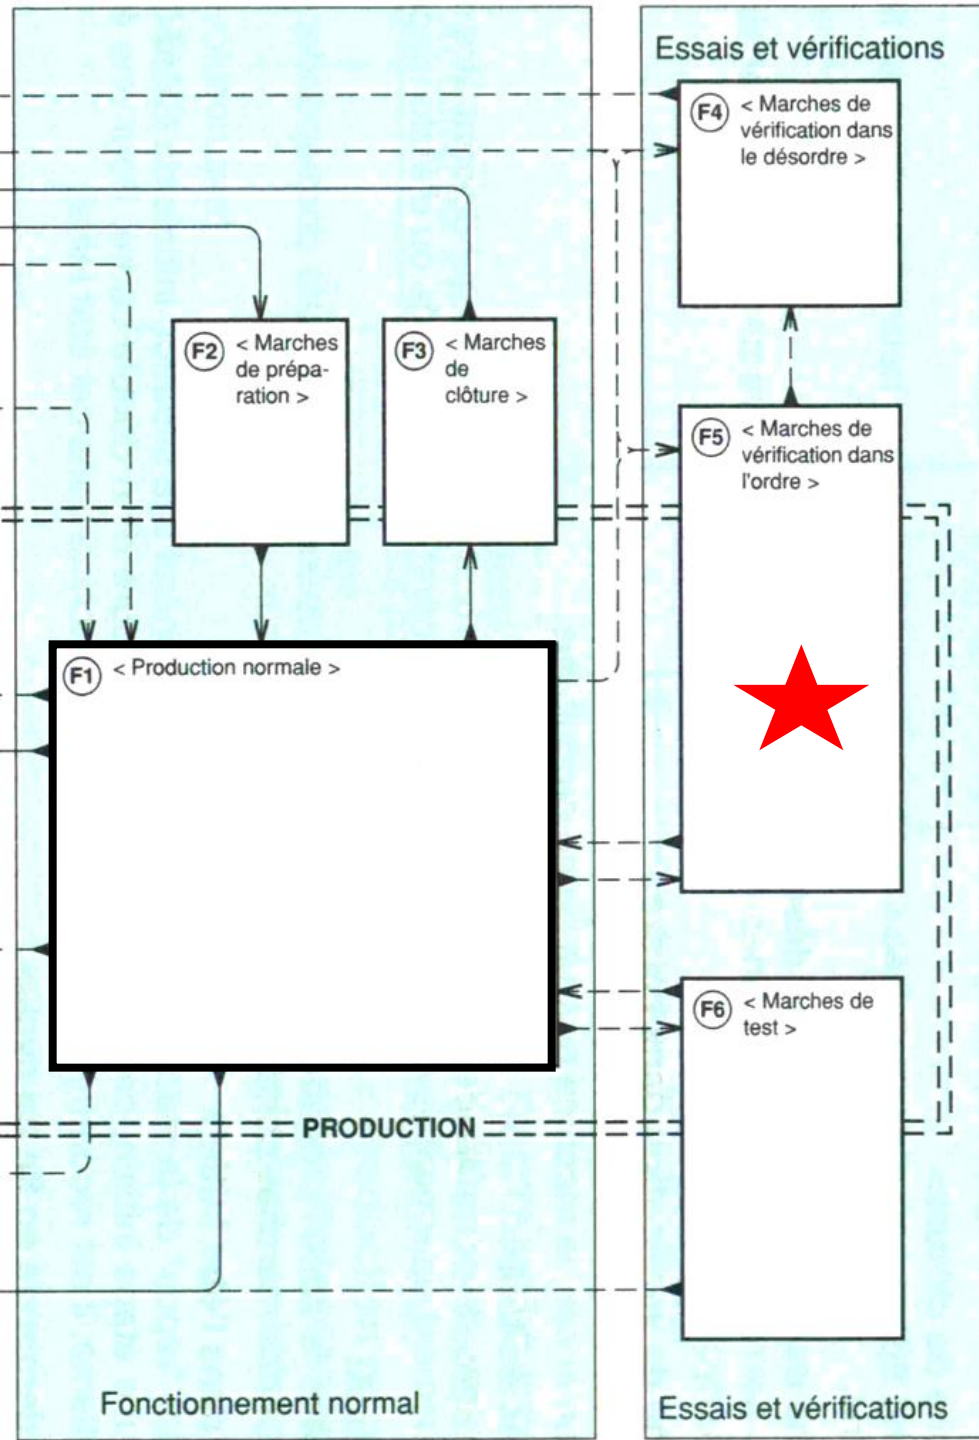 Essais et vérifications
F4
< Marches de
vérification dans
le désordre >
F2
< Marches
de prépa-
ration >
F3
< Marches
de
clôture >
F5
< Marches de
vérification dans
l'ordre >
F1
< Production normale >
F6
< Marches de
test >
PRODUCTION
Fonctionnement normal
Essais et vérifications